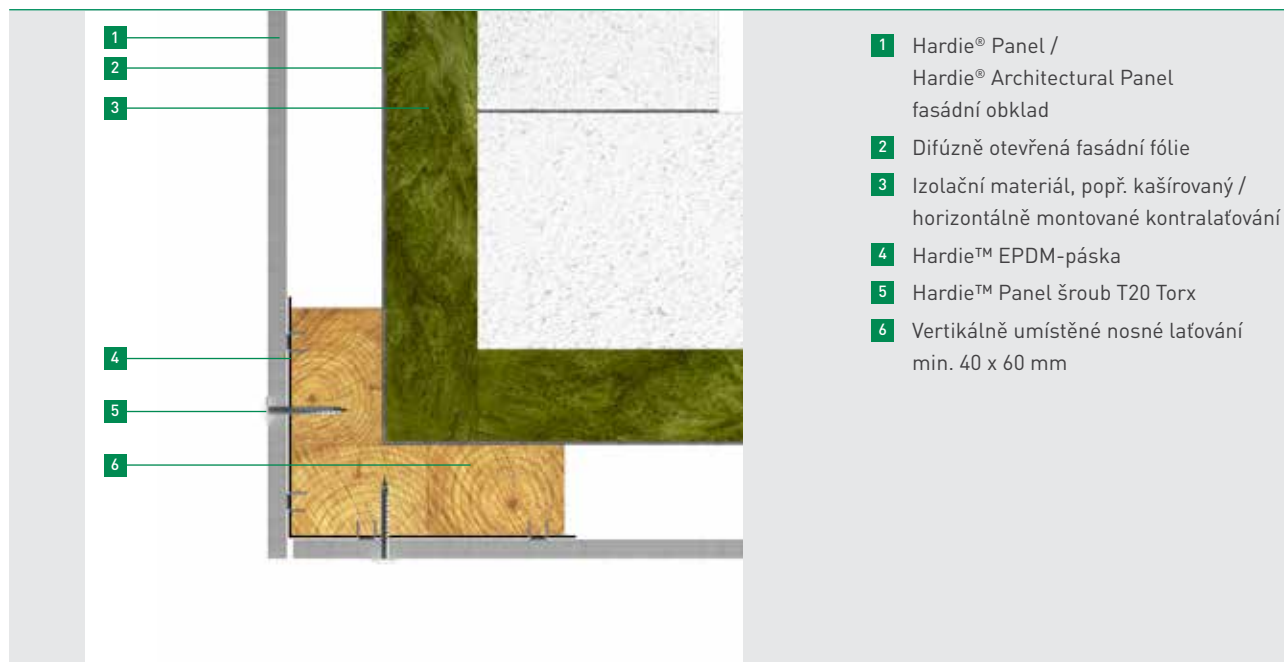 1
2
3
4
5
6
1 Hardie® Panel /
Hardie® Architectural Panel
fasádní obklad
2 Difúzně otevřená fasádní fólie
3 Izolační materiál, popř. kašírovaný /
horizontálně montované kontralaťování
4 Hardie™ EPDM-páska
5 Hardie™ Panel šroub T20 Torx
6 Vertikálně umístěné nosné laťování
min. 40 x 60 mm